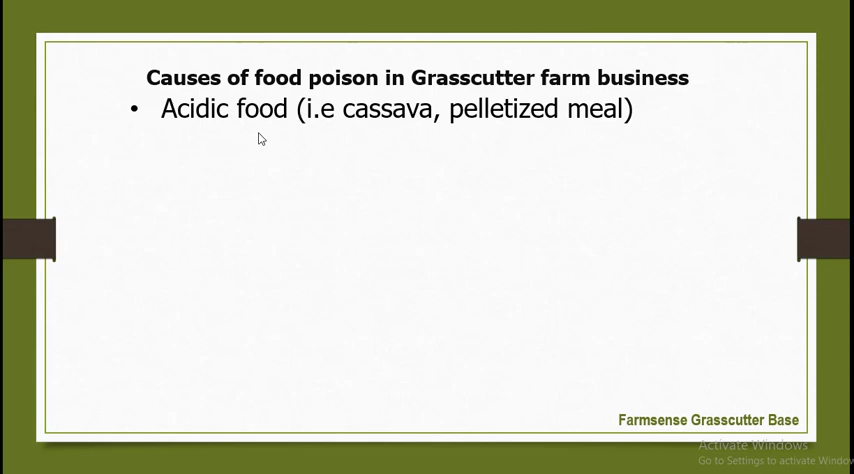 Causes of food poison in Grasscutter farm business
• Acidic food (i.e cassava, pelletized meal)
Farmsense Grasscutter Base
Activate Windows
Go to Settings to activate Window